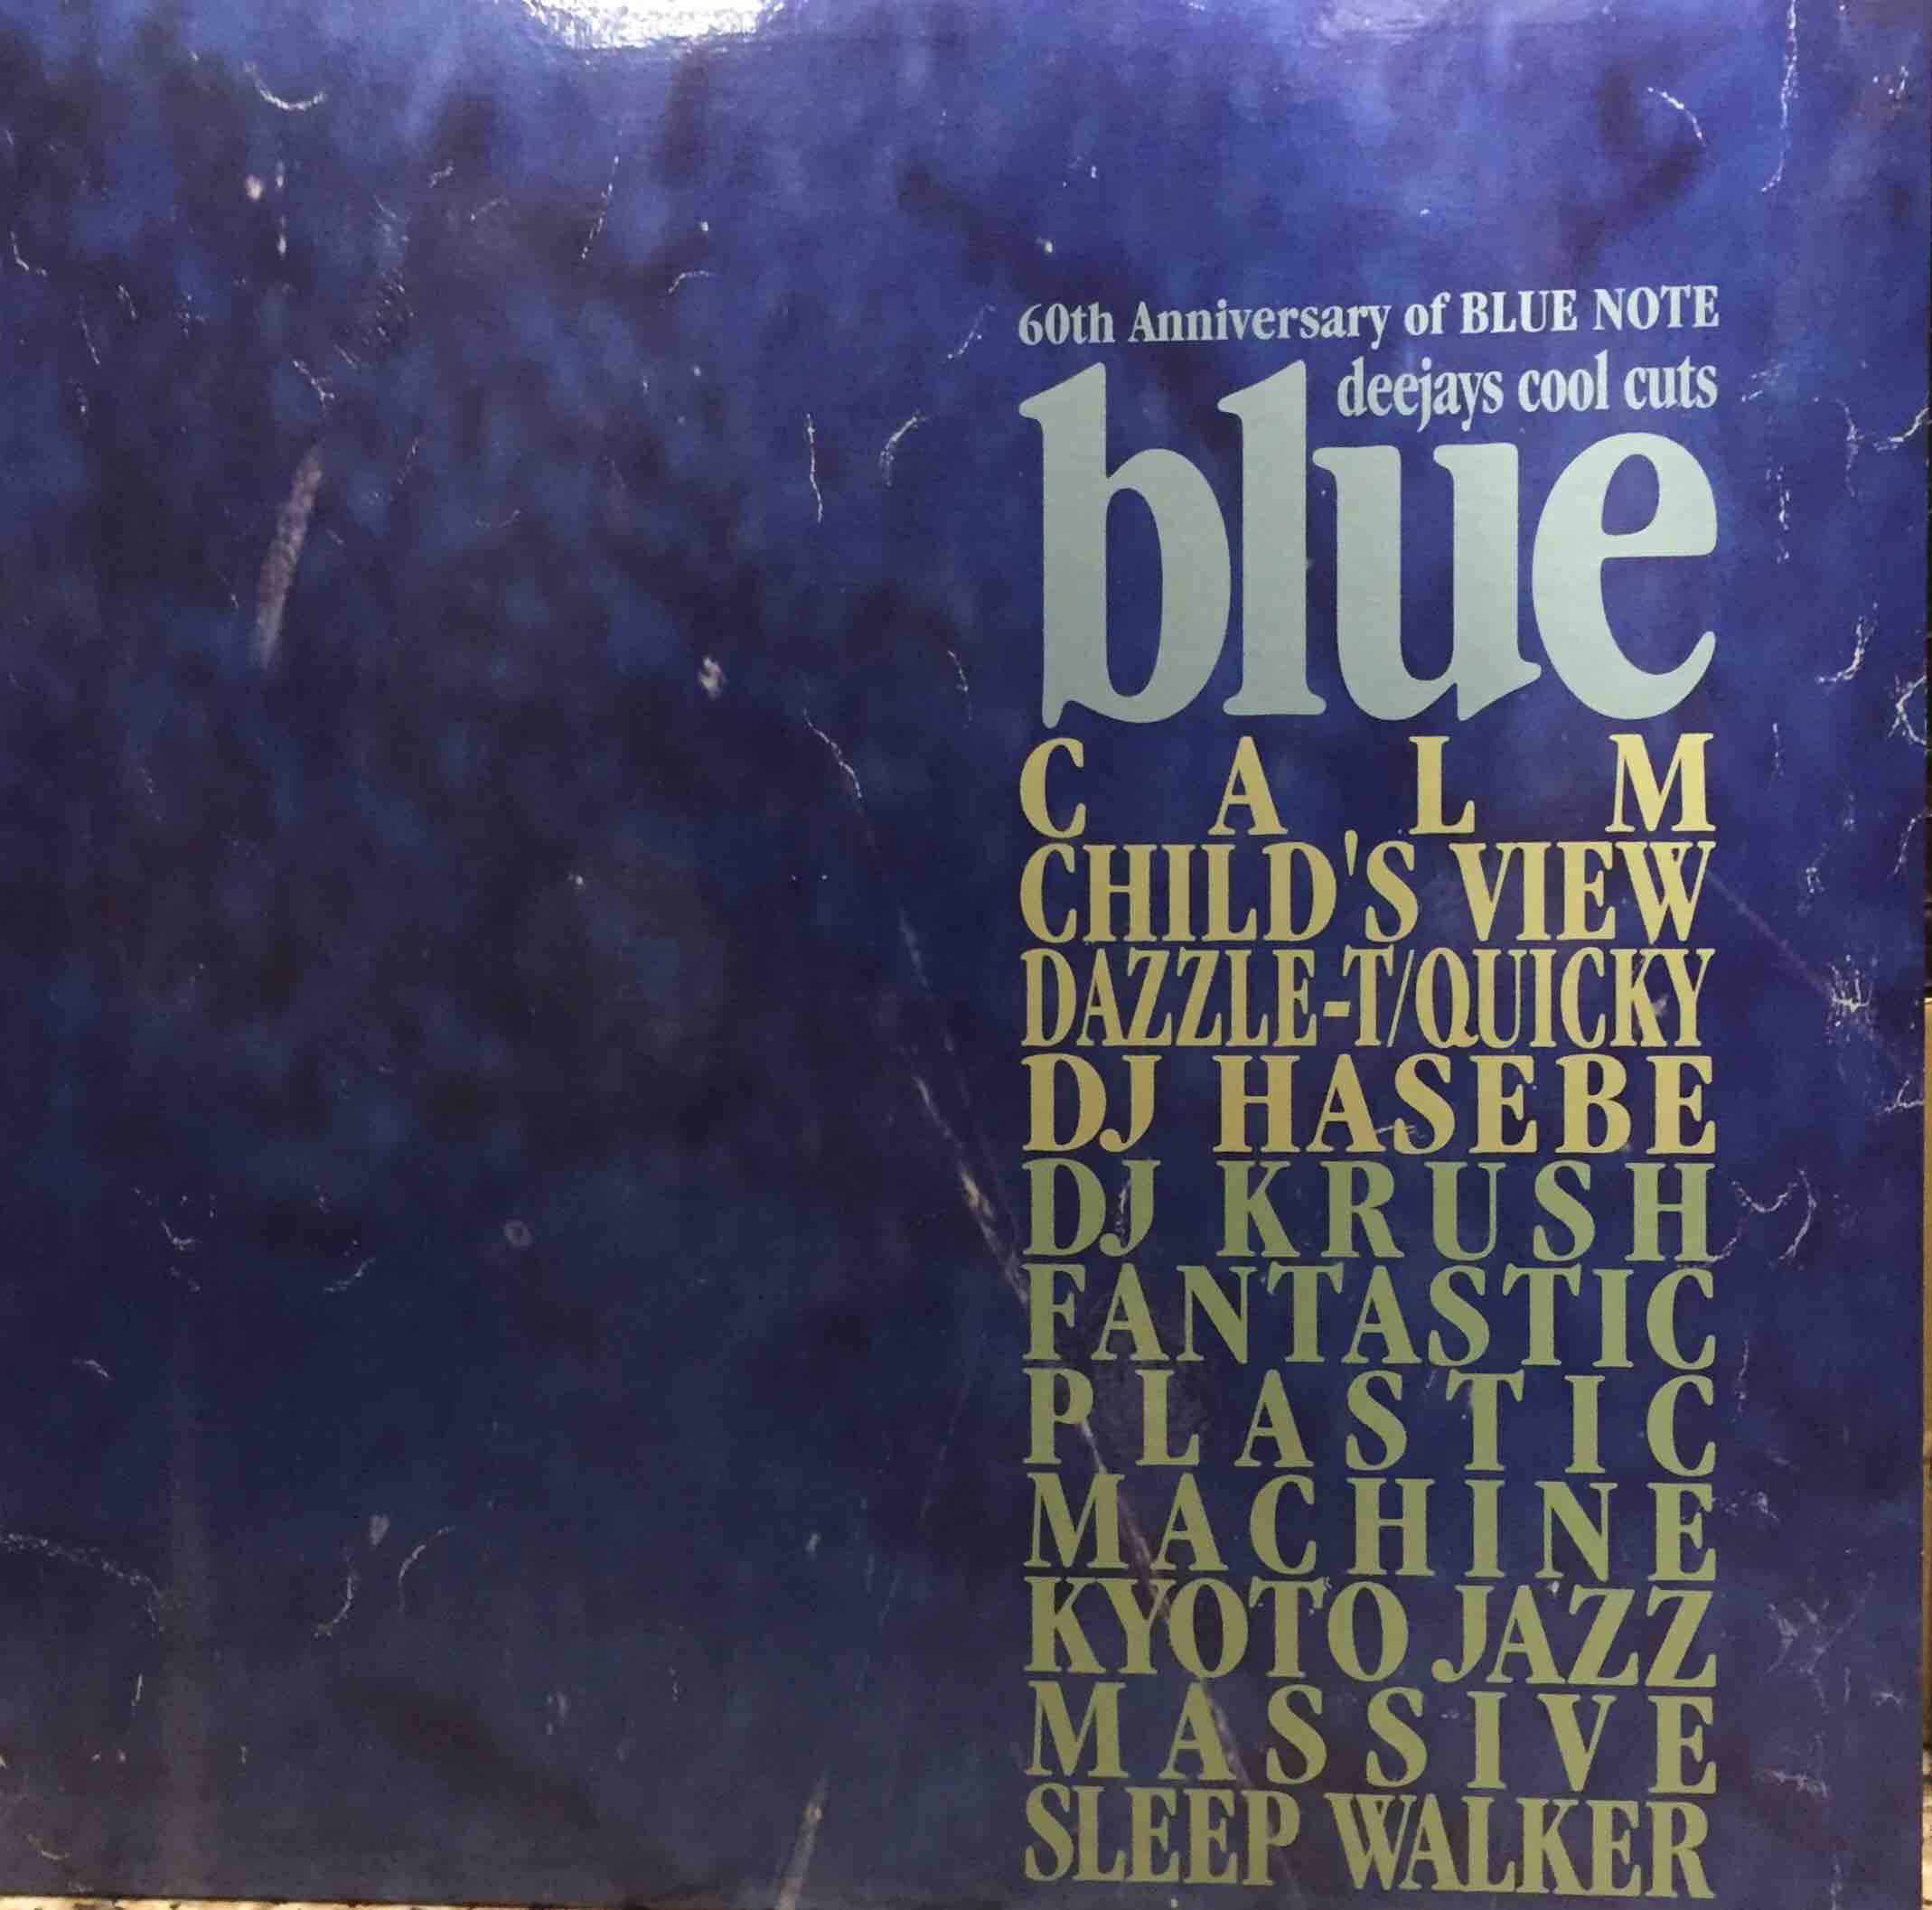 60th Anniversary of BLUE NOTE
deejays cool cuts
blue
CALM
CHILD'S VIEW
DAZZLE-T/QUICKY
DJ HASEBE
DJ KRUSH
FANTASTIC
PLASTIC
MACHINE
KYOTO JAZZ
MASSIVE
SLEEP WALKER